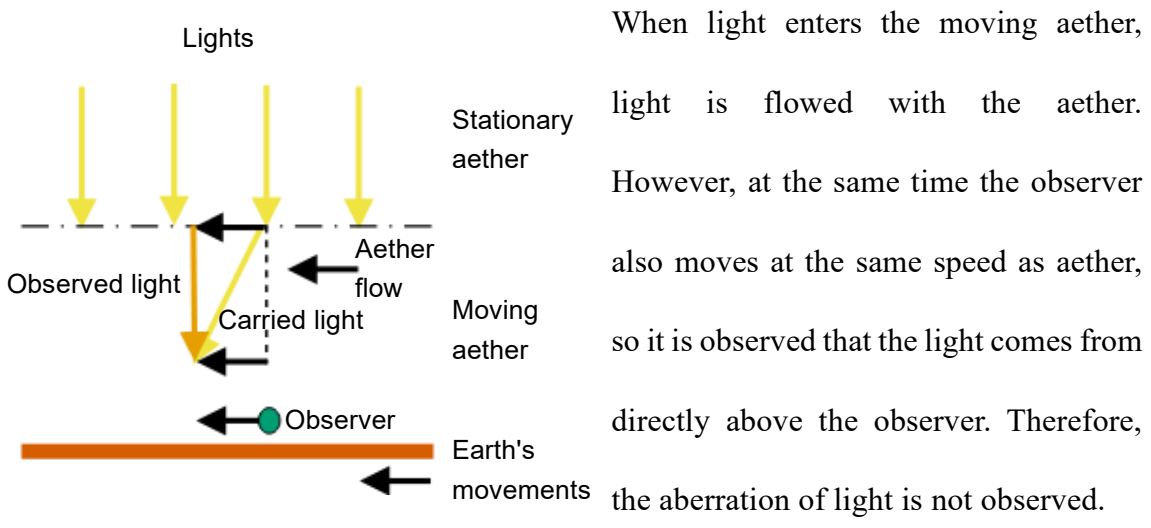 Lights
Stationary
aether
Aether
flow
Observed light
Carried light
Moving
aether
Observer
Earth's
movements
When light enters the moving aether,
light is flowed with the aether.
However, at the same time the observer
also moves at the same speed as aether,
so it is observed that the light comes from
directly above the observer. Therefore,
the aberration of light is not observed.